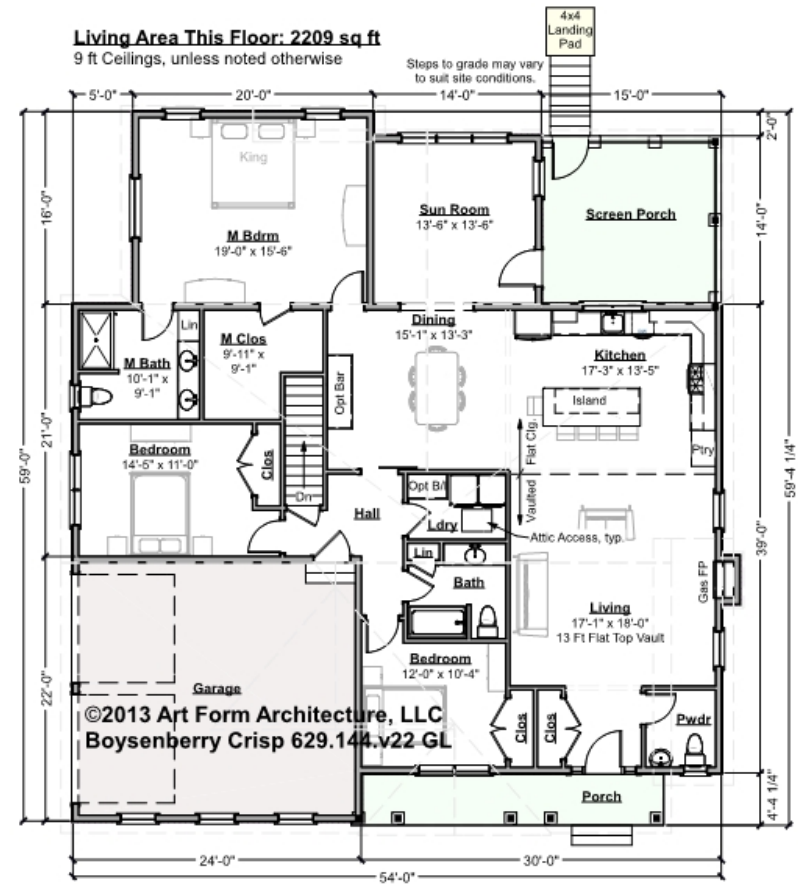 Living Area This Floor: 2209 sq ft
9 ft Ceilings, unless noted otherwise
4x4
Landing
Pad
Steps to grade may vary
to suit site conditions.
5'-0"
20'-0"
14'-0"
15'-0"
2'-0"
King
M Bdrm
19'-0" x 15'-6"
Sun Room
13'-6" x 13'-6"
Screen Porch
16'-0"
14'-0"
Lin
M Clos
9'-11" x
9'-1"
Dining
15'-1" x 13'-3"
M Bath
10'-1" x
9'-1"
Kitchen
17'-3" x 13'-5"
Opt Bar
Island
21'-0"
59'-0"
59'-4 1/4"
Bedroom
14'-5" x 11'-0"
Clos
Flat Clg.
Ptry
Dn
Opt B/I
Vaulted
Hall
Ldry
Attic Access, typ.
39'-0"
Lin
Bath
Gas FP
Living
17'-1" x 18'-0"
13 Ft Flat Top Vault
Bedroom
12'-0" x 10'-4"
22'-0"
Garage
©2013 Art Form Architecture, LLC
Boysenberry Crisp 629.144.v22 GL
Clos
Clos
Pwdr
Porch
4'-4 1/4"
24'-0"
30'-0"
54'-0"